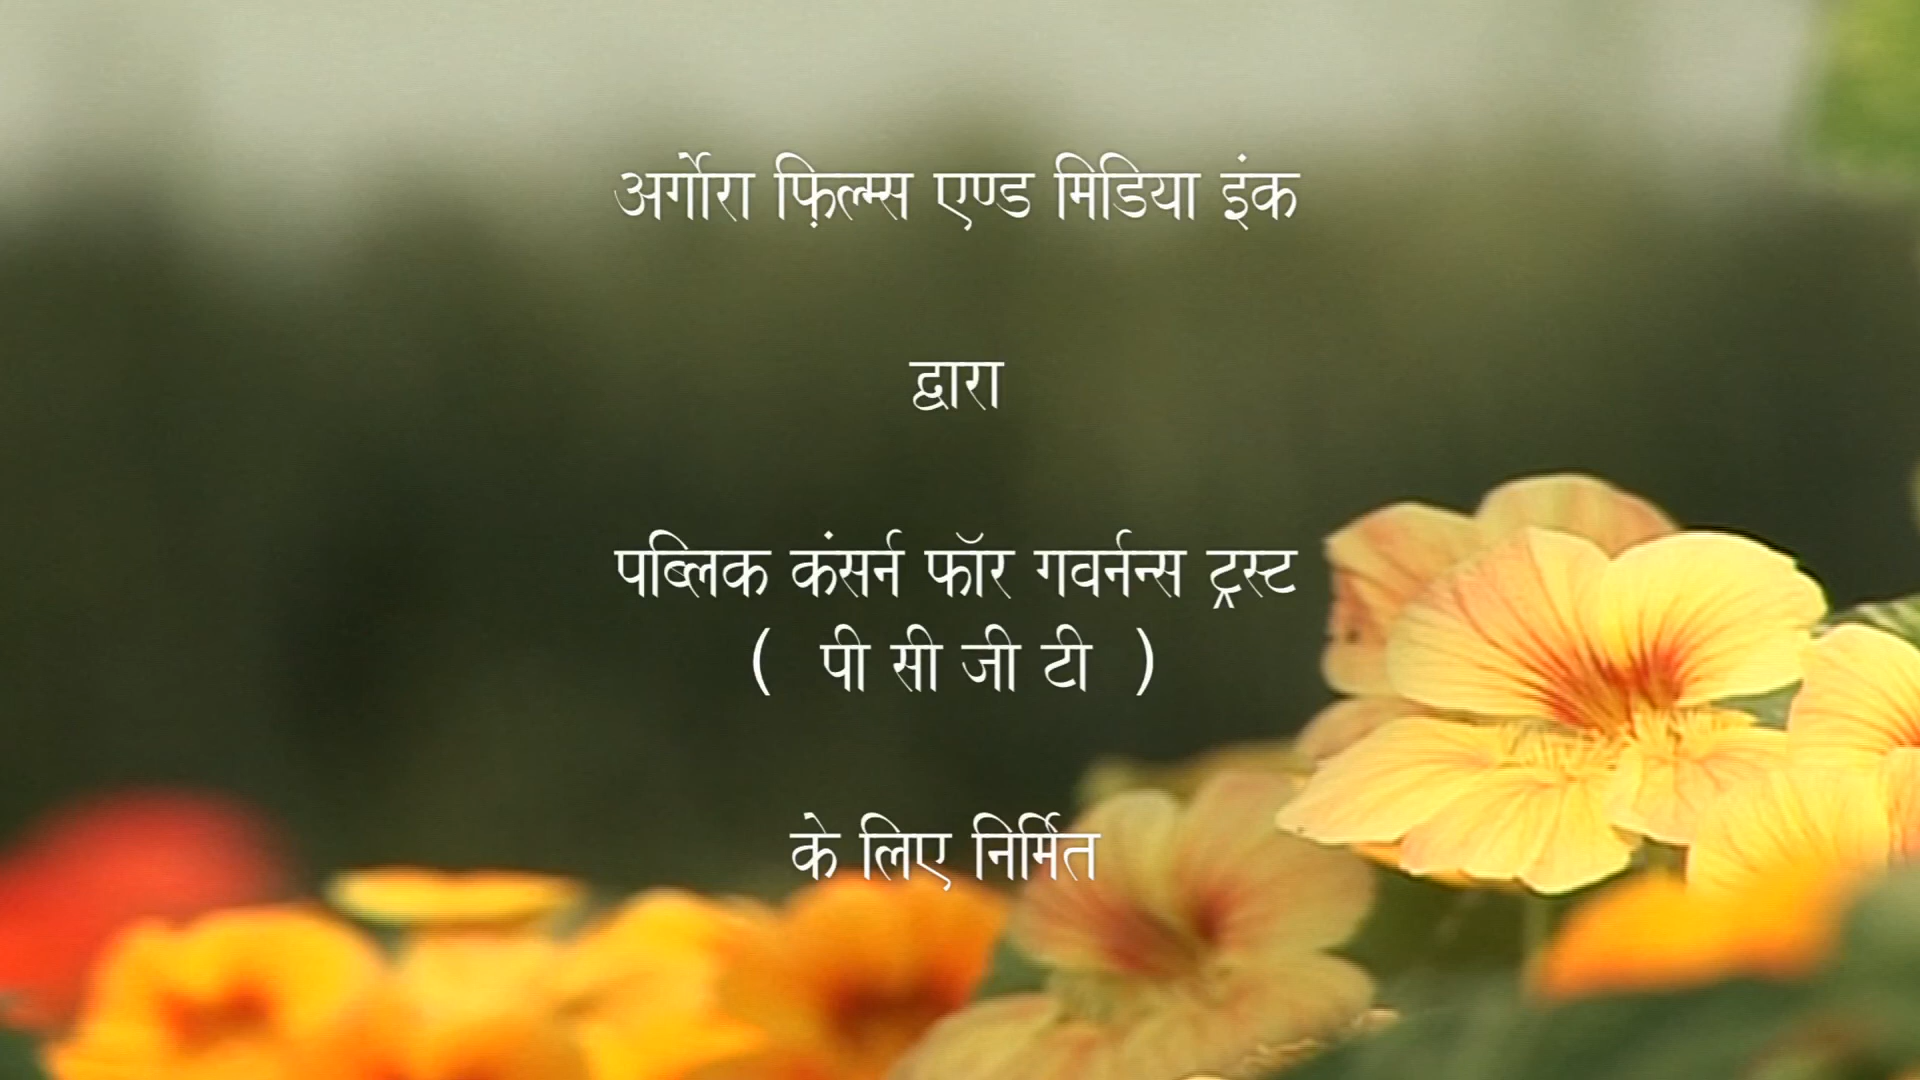 अर्गोरा फ़िल्म्स एण्ड मिडिया इंक
द्वारा
पब्लिक कंसर्न फॉर गवर्नन्स ट्रस्ट
( पी सी जी टी )
के लिए निर्मित